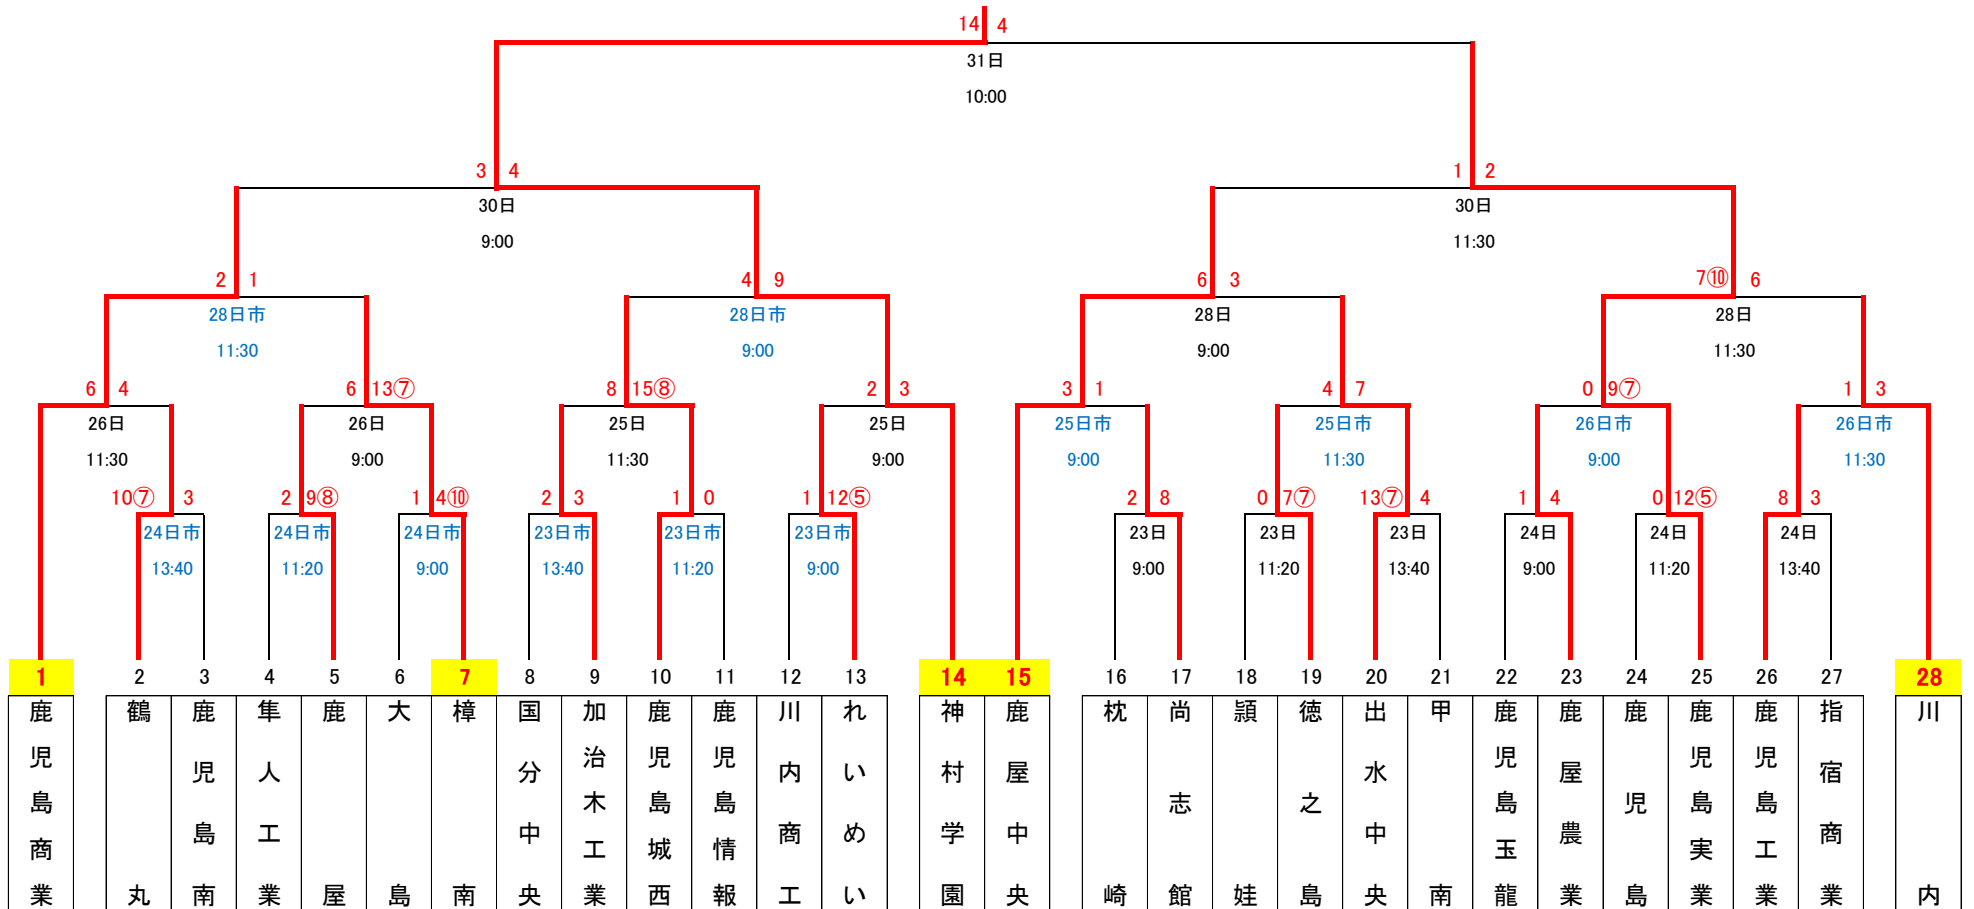 14 4
31日
10:00
3 4
30日
9:00
1 2
30日
11:30
2 1
28日市
11:30
4 9
28日市
9:00
6 3
28日
9:00
7⑩ 6
28日
11:30
6 4
26日
11:30
6 13⑦
26日
9:00
8 15⑧
25日
11:30
2 3
25日
9:00
3 1
25日市
9:00
4 7
25日市
11:30
0 9⑦
26日市
9:00
1 3
26日市
11:30
10⑦ 3
24日市
13:40
2 9⑧
24日市
11:20
1 4⑩
24日市
9:00
2 3
23日市
13:40
1 0
23日市
11:20
1 12⑤
23日市
9:00
2 8
23日
9:00
0 7⑦
23日
11:20
13⑦ 4
23日
13:40
1 4
24日
9:00
0 12⑤
24日
11:20
8 3
24日
13:40
1 鹿児島商業
2 鶴丸
3 鹿児島南
4 隼人工業
5 鹿屋
6 大島
7 樟南
8 国分中央
9 加治木工業
10 鹿児島城西
11 鹿児島情報
12 川内商工
13 れいめい
14 神村学園
15 鹿屋中央
16 枕崎
17 尚志館
18 頴娃
19 徳之島
20 出水中央
21 甲南
22 鹿児島玉龍
23 鹿屋農業
24 鹿児島
25 鹿児島実業
26 鹿児島工業
27 指宿商業
28 川内